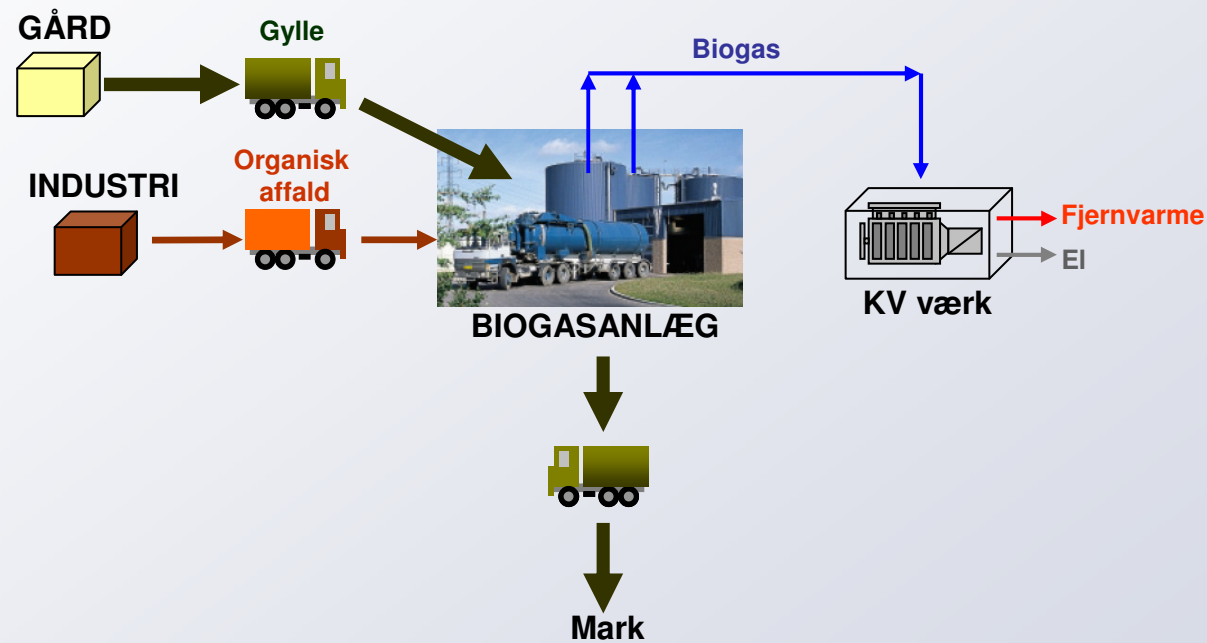 GÅRD
Gylle
Biogas
INDUSTRI
Organisk
affald
Fjernvarme
El
KV værk
BIOGASANLÆG
Mark